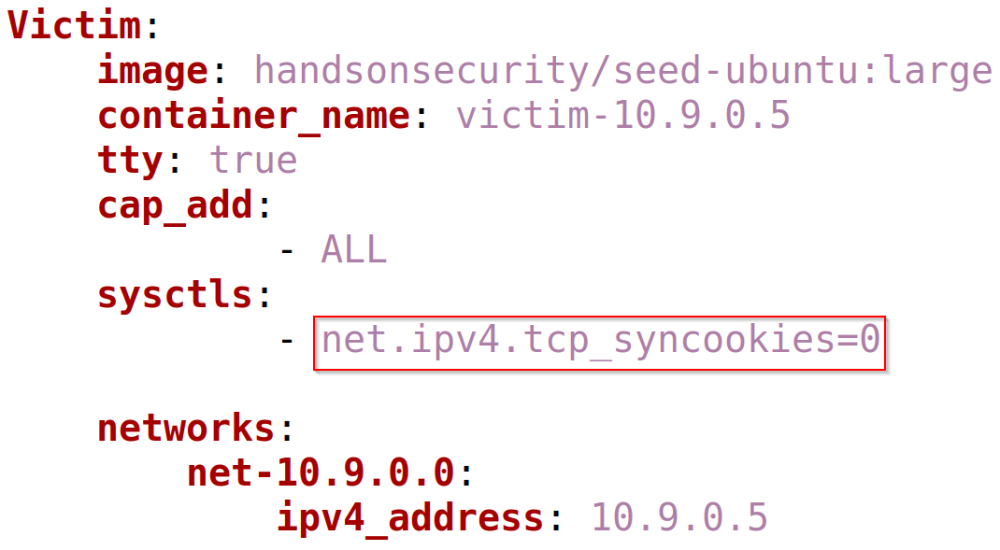 Victim:
    image: handsonsecurity/seed-ubuntu:large
    container_name: victim-10.9.0.5
    tty: true
    cap_add:
            - ALL
    sysctls:
            - net.ipv4.tcp_syncookies=0
    networks:
        net-10.9.0.0:
            ipv4_address: 10.9.0.5